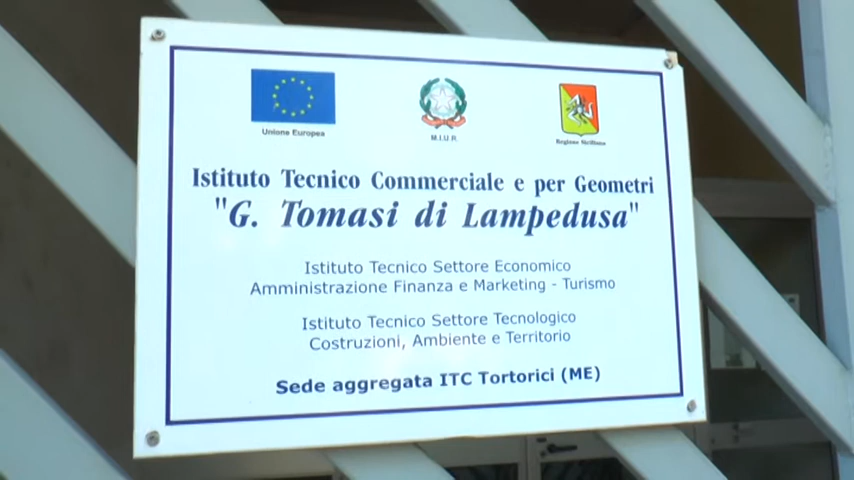 Unione Europea
M.I.U.R.
Regione Siciliana
Istituto Tecnico Commerciale e per Geometri
"G. Tomasi di Lampedusa"
Istituto Tecnico Settore Economico
Amministrazione Finanza e Marketing - Turismo
Istituto Tecnico Settore Tecnologico
Costruzioni, Ambiente e Territorio
Sede aggregata ITC Tortorici (ME)